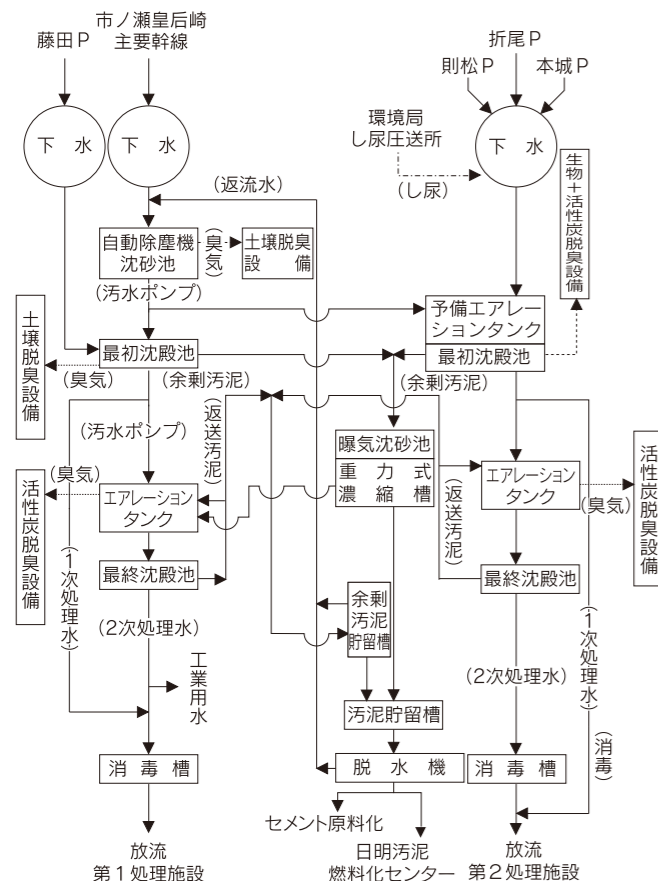 藤田P
市ノ瀬皇后崎
主要幹線
折尾P
則松P
本城P
下 水
下 水
環境局
し尿圧送所
下 水
(返流水)
(し尿)
生物+活性炭脱臭設備
自動除塵機
沈砂池
(臭気)
土壌脱臭
設 備
(汚水ポンプ)
予備エアレー
ションタンク
土壌脱臭設備
最初沈殿池
最初沈殿池
(臭気)
(余剰汚泥)
(余剰汚泥)
(汚水ポンプ)
(返送汚泥)
曝気沈砂池
重 力 式
濃 縮 槽
活性炭脱臭設備
(臭気)
エアレーション
タンク
(返送汚泥)
エアレーション
タンク
(臭気)
活性炭脱臭設備
最終沈殿池
最終沈殿池
(1次処理水)
(2次処理水)
余剰
汚泥
貯留槽
(2次処理水)
(1次処理水)
工業用水
汚泥貯留槽
(消毒)
消 毒 槽
脱 水 機
消 毒 槽
セメント原料化
放流
第1処理施設
日明汚泥
燃料化センター
放流
第2処理施設